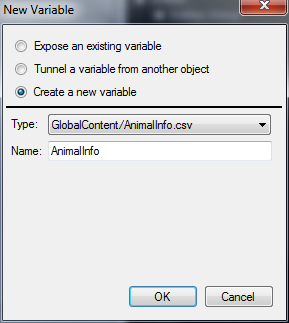 New Variable
Expose an existing variable
Tunnel a variable from another object
Create a new variable
Type: GlobalContent/AnimalInfo.csv
Name: AnimalInfo
OK Cancel